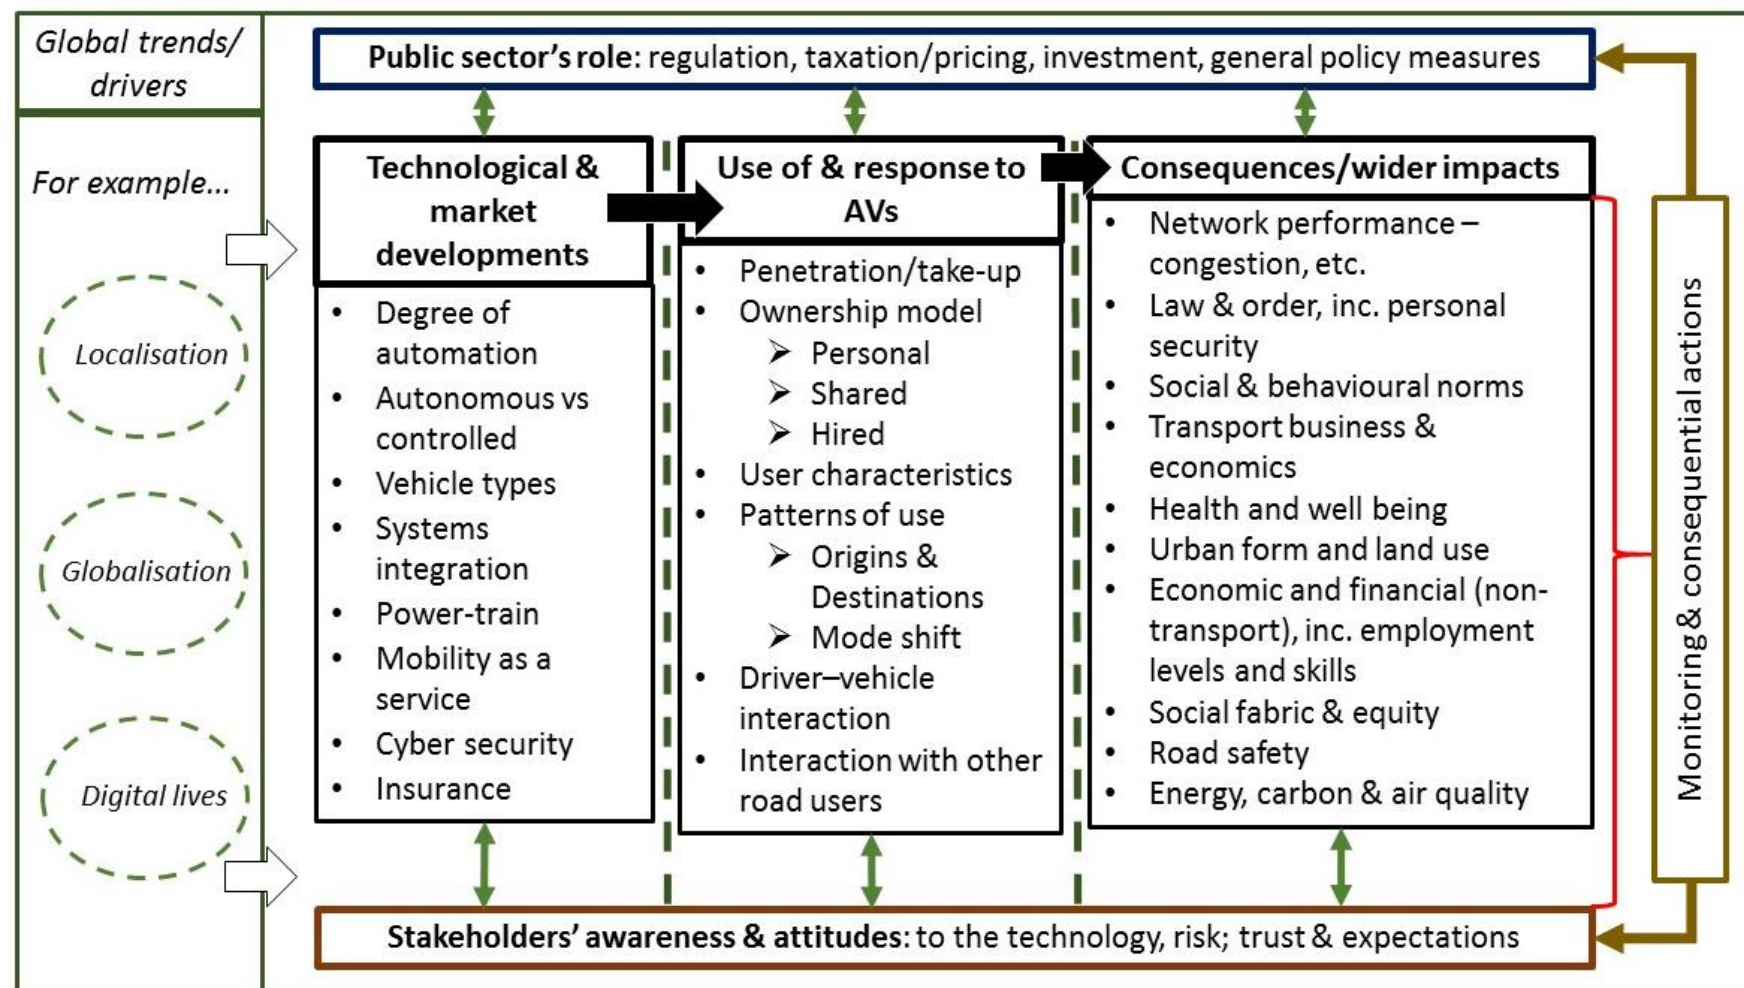 Global trends/
drivers
For example...
Localisation
Globalisation
Digital lives
Public sector's role: regulation, taxation/pricing, investment, general policy measures
Technological &
market
developments
• Degree of
automation
• Autonomous vs
controlled
• Vehicle types
• Systems
integration
• Power-train
• Mobility as a
service
• Cyber security
• Insurance
Use of & response to
AVs
• Penetration/take-up
• Ownership model
➢ Personal
➢ Shared
➢ Hired
• User characteristics
• Patterns of use
➢ Origins &
Destinations
➢ Mode shift
• Driver–vehicle
interaction
• Interaction with other
road users
Consequences/wider impacts
• Network performance –
congestion, etc.
• Law & order, inc. personal
security
• Social & behavioural norms
• Transport business &
economics
• Health and well being
• Urban form and land use
• Economic and financial (non-
transport), inc. employment
levels and skills
• Social fabric & equity
• Road safety
• Energy, carbon & air quality
Monitoring & consequential actions
Stakeholders' awareness & attitudes: to the technology, risk; trust & expectations